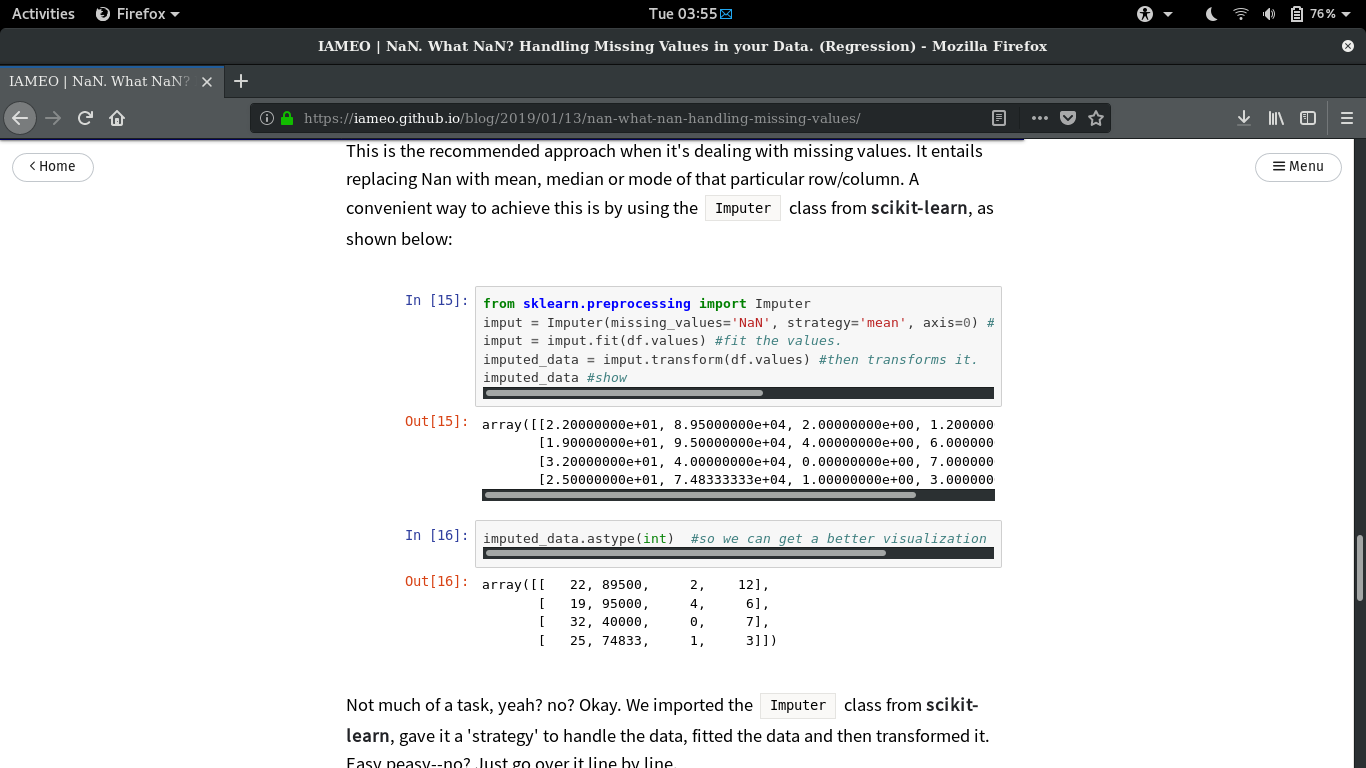 Activities Firefox Tue 03:55 76%
IAMEO | NaN. What NaN? Handling Missing Values in your Data. (Regression) - Mozilla Firefox
IAMEO | NaN. What NaN?
https://iameo.github.io/blog/2019/01/13/nan-what-nan-handling-missing-values/
Home
Menu
This is the recommended approach when it's dealing with missing values. It entails
replacing Nan with mean, median or mode of that particular row/column. A
convenient way to achieve this is by using the Imputer class from scikit-learn, as
shown below:
In [15]:
from sklearn.preprocessing import Imputer
imput = Imputer(missing_values='NaN', strategy='mean', axis=0) #
imput = imput.fit(df.values) #fit the values.
imputed_data = imput.transform(df.values) #then transforms it.
imputed_data #show
Out[15]:
array([[2.20000000e+01, 8.95000000e+04, 2.00000000e+00, 1.200000
[1.90000000e+01, 9.50000000e+04, 4.00000000e+00, 6.000000
[3.20000000e+01, 4.00000000e+04, 0.00000000e+00, 7.000000
[2.50000000e+01, 7.48333333e+04, 1.00000000e+00, 3.000000
In [16]:
imputed_data.astype(int) #so we can get a better visualization
Out[16]:
array([[ 22, 89500, 2, 12],
[ 19, 95000, 4, 6],
[ 32, 40000, 0, 7],
[ 25, 74833, 1, 3]])
Not much of a task, yeah? no? Okay. We imported the Imputer class from scikit-
learn, gave it a 'strategy' to handle the data, fitted the data and then transformed it.
Easy peasy--no? Just go over it line by line.